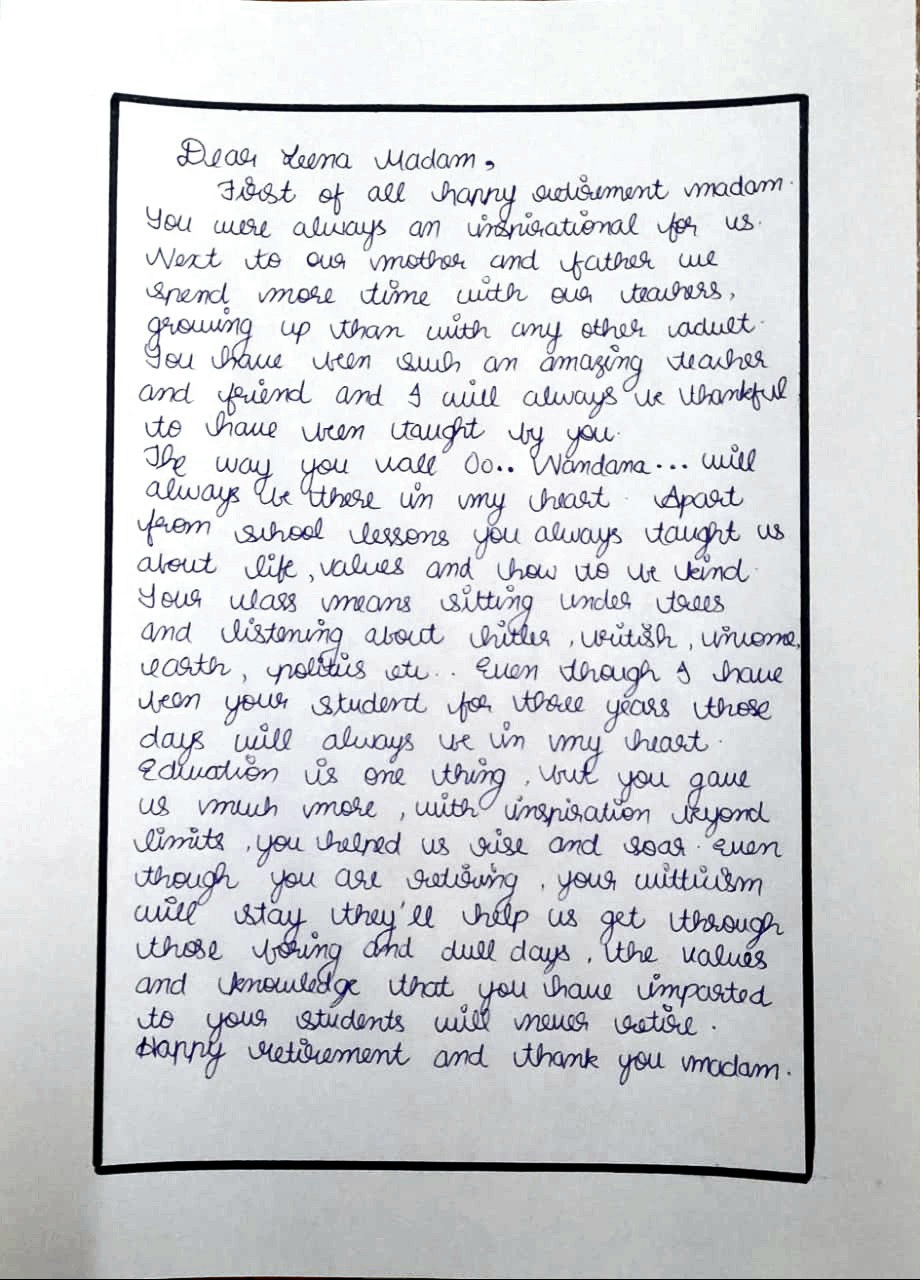 Dear Leena Madam,
First of all happy retirement madam.
You were always an inspirational for us.
Next to our mother and father we
spend more time with our teachers,
growing up than with any other adult.
You have been such an amazing teacher
and friend and I will always be thankful
to have been taught by you.
The way you call Oo.. Wandana... will
always be there in my heart. Apart
from school lessons you always taught us
about life, values and how to be kind.
Your class means sitting under trees
and listening about hitler, british, income,
earth, politics etc.. Even though I have
been your student for three years those
days will always be in my heart.
Education is one thing, but you gave
us much more, with inspiration beyond
limits, you helped us rise and soar. Even
though you are retiring, your witticism
will stay they'll help us get through
those boring and dull days, the values
and knowledge that you have imparted
to your students will never retire.
Happy retirement and thank you madam.